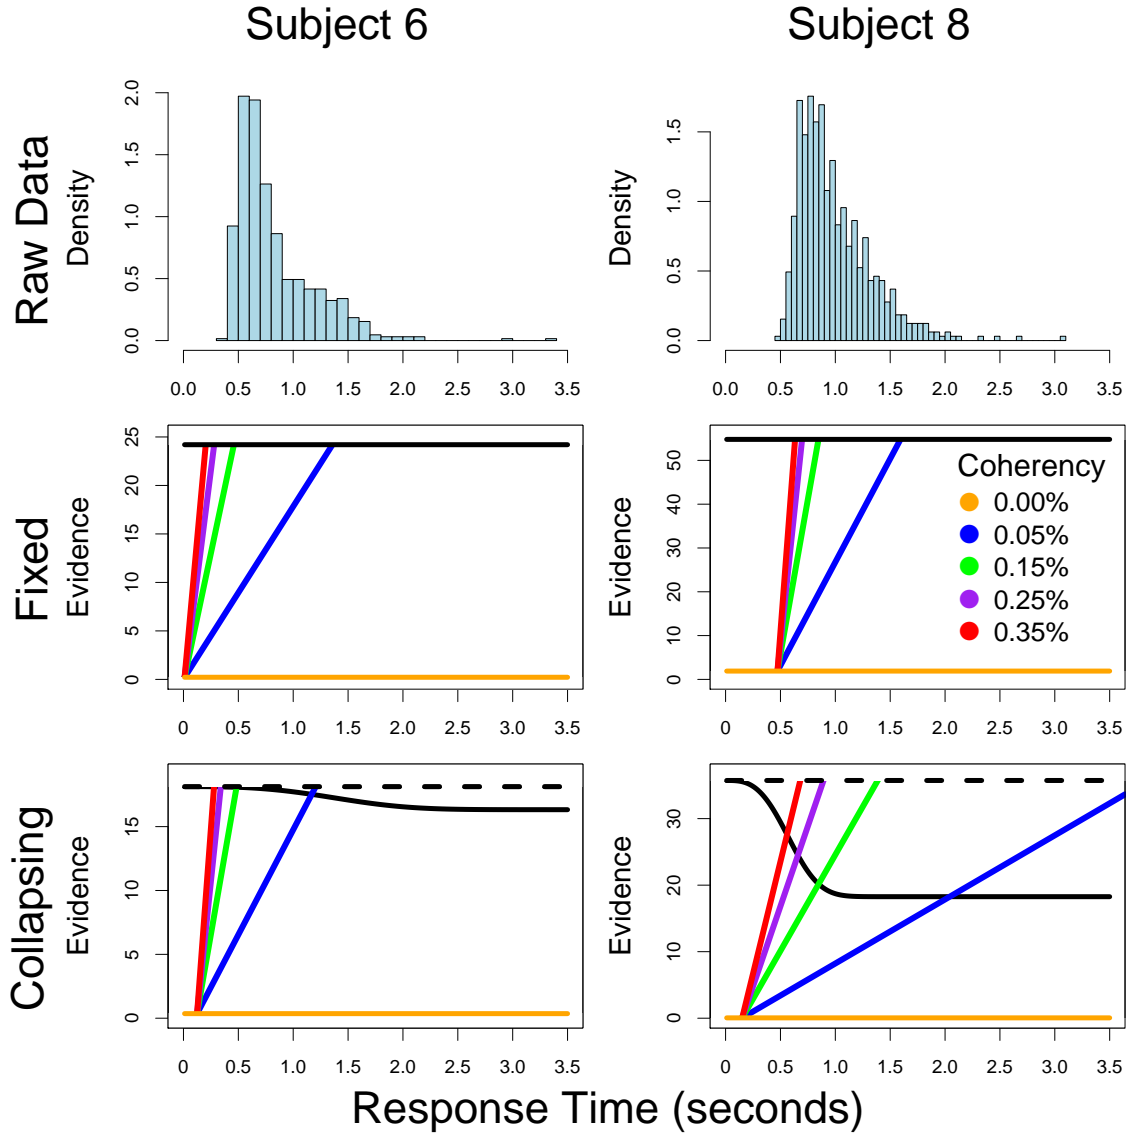 Subject 6
Subject 8
Raw Data
Density
0.0 0.5 1.0 1.5 2.0
0.0 0.5 1.0 1.5 2.0 2.5 3.0 3.5
Density
0.0 0.5 1.0 1.5
0.0 0.5 1.0 1.5 2.0 2.5 3.0 3.5
Fixed
Evidence
0 5 10 15 20 25
0.0 0.5 1.0 1.5 2.0 2.5 3.0 3.5
Evidence
0 10 20 30 40 50
0.0 0.5 1.0 1.5 2.0 2.5 3.0 3.5
Coherency
0.00%
0.05%
0.15%
0.25%
0.35%
Collapsing
Evidence
0 5 10 15
0.0 0.5 1.0 1.5 2.0 2.5 3.0 3.5
Evidence
0 10 20 30
0.0 0.5 1.0 1.5 2.0 2.5 3.0 3.5
Response Time (seconds)